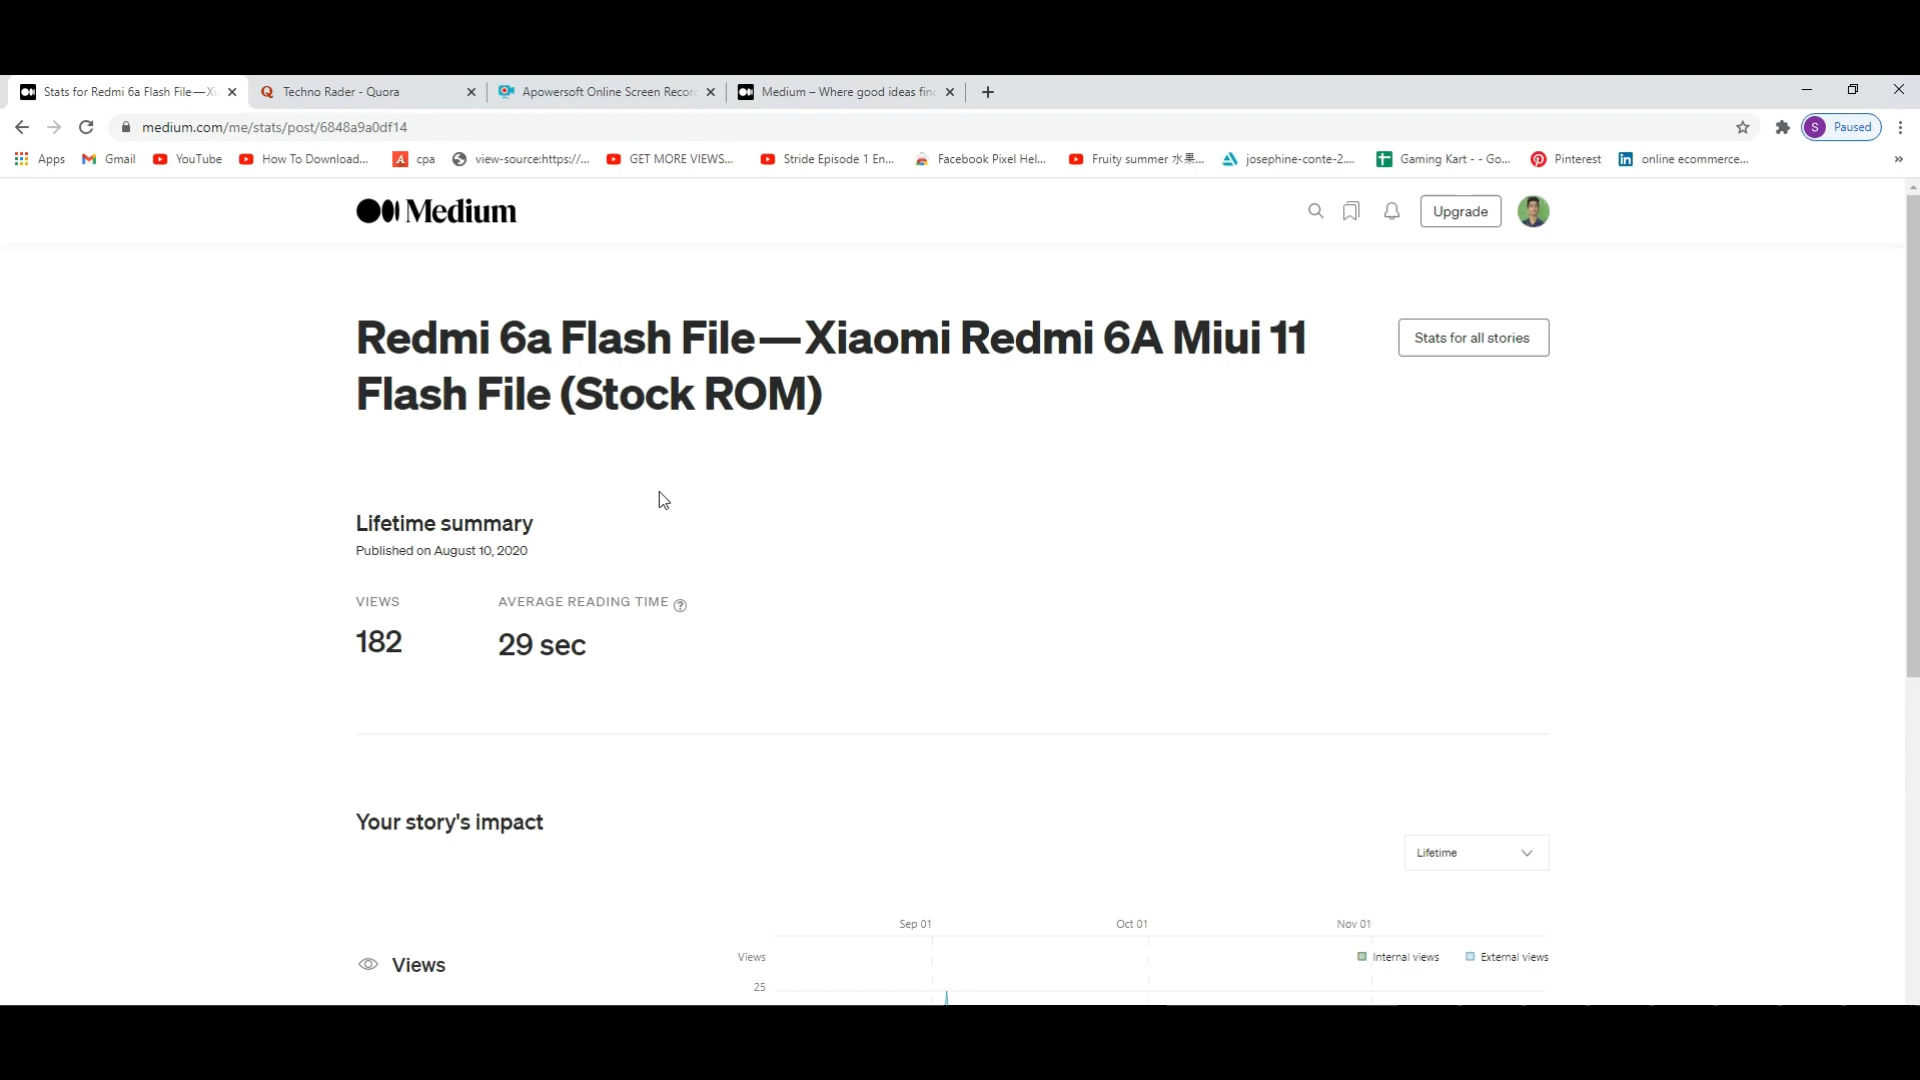 Stats for Redmi 6a Flash File — Xi
Techno Rader - Quora
Apowersoft Online Screen Recor
Medium – Where good ideas fin
medium.com/me/stats/post/6848a9a0df14
S Paused
Apps
Gmail
YouTube
How To Download...
cpa
view-source:https://...
GET MORE VIEWS...
Stride Episode 1 En...
Facebook Pixel Hel...
Fruity summer 水果...
josephine-conte-2....
Gaming Kart - - Go...
Pinterest
online ecommerce...
Medium
Upgrade
Redmi 6a Flash File — Xiaomi Redmi 6A Miui 11
Flash File (Stock ROM)
Stats for all stories
Lifetime summary
Published on August 10, 2020
VIEWS
AVERAGE READING TIME ?
182
29 sec
Your story's impact
Lifetime
Sep 01
Oct 01
Nov 01
Views
Views
Internal views
External views
25